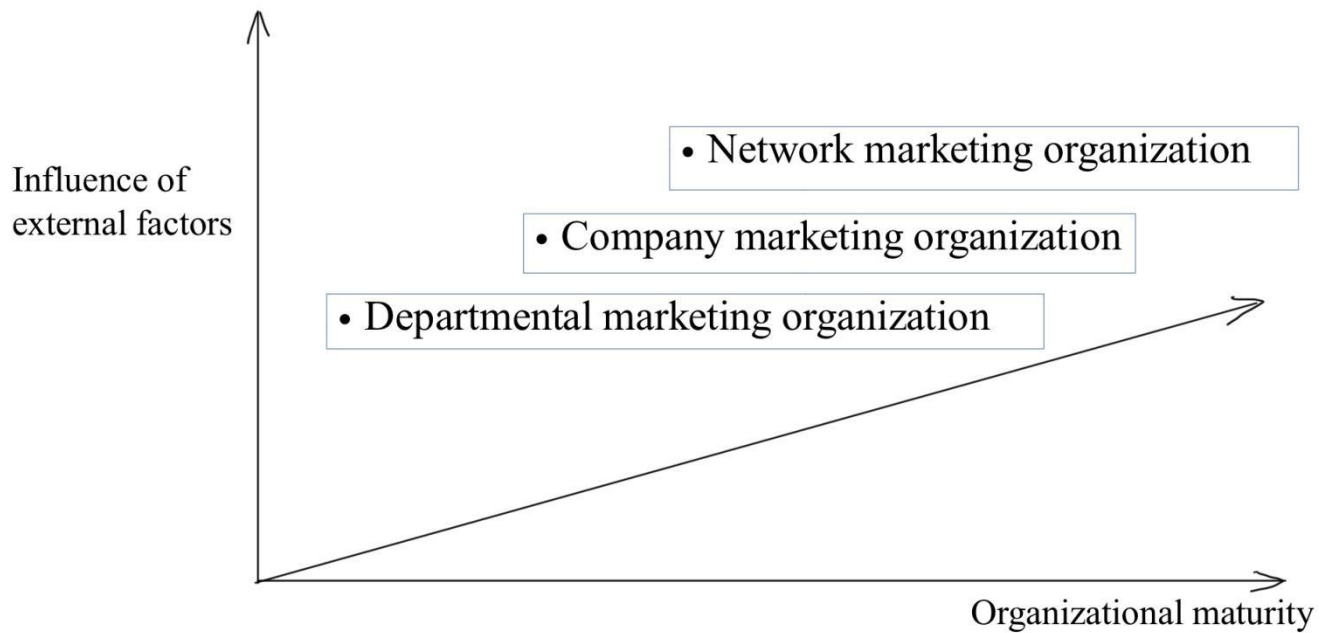 • Network marketing organization
Influence of
external factors
• Company marketing organization
• Departmental marketing organization
Organizational maturity